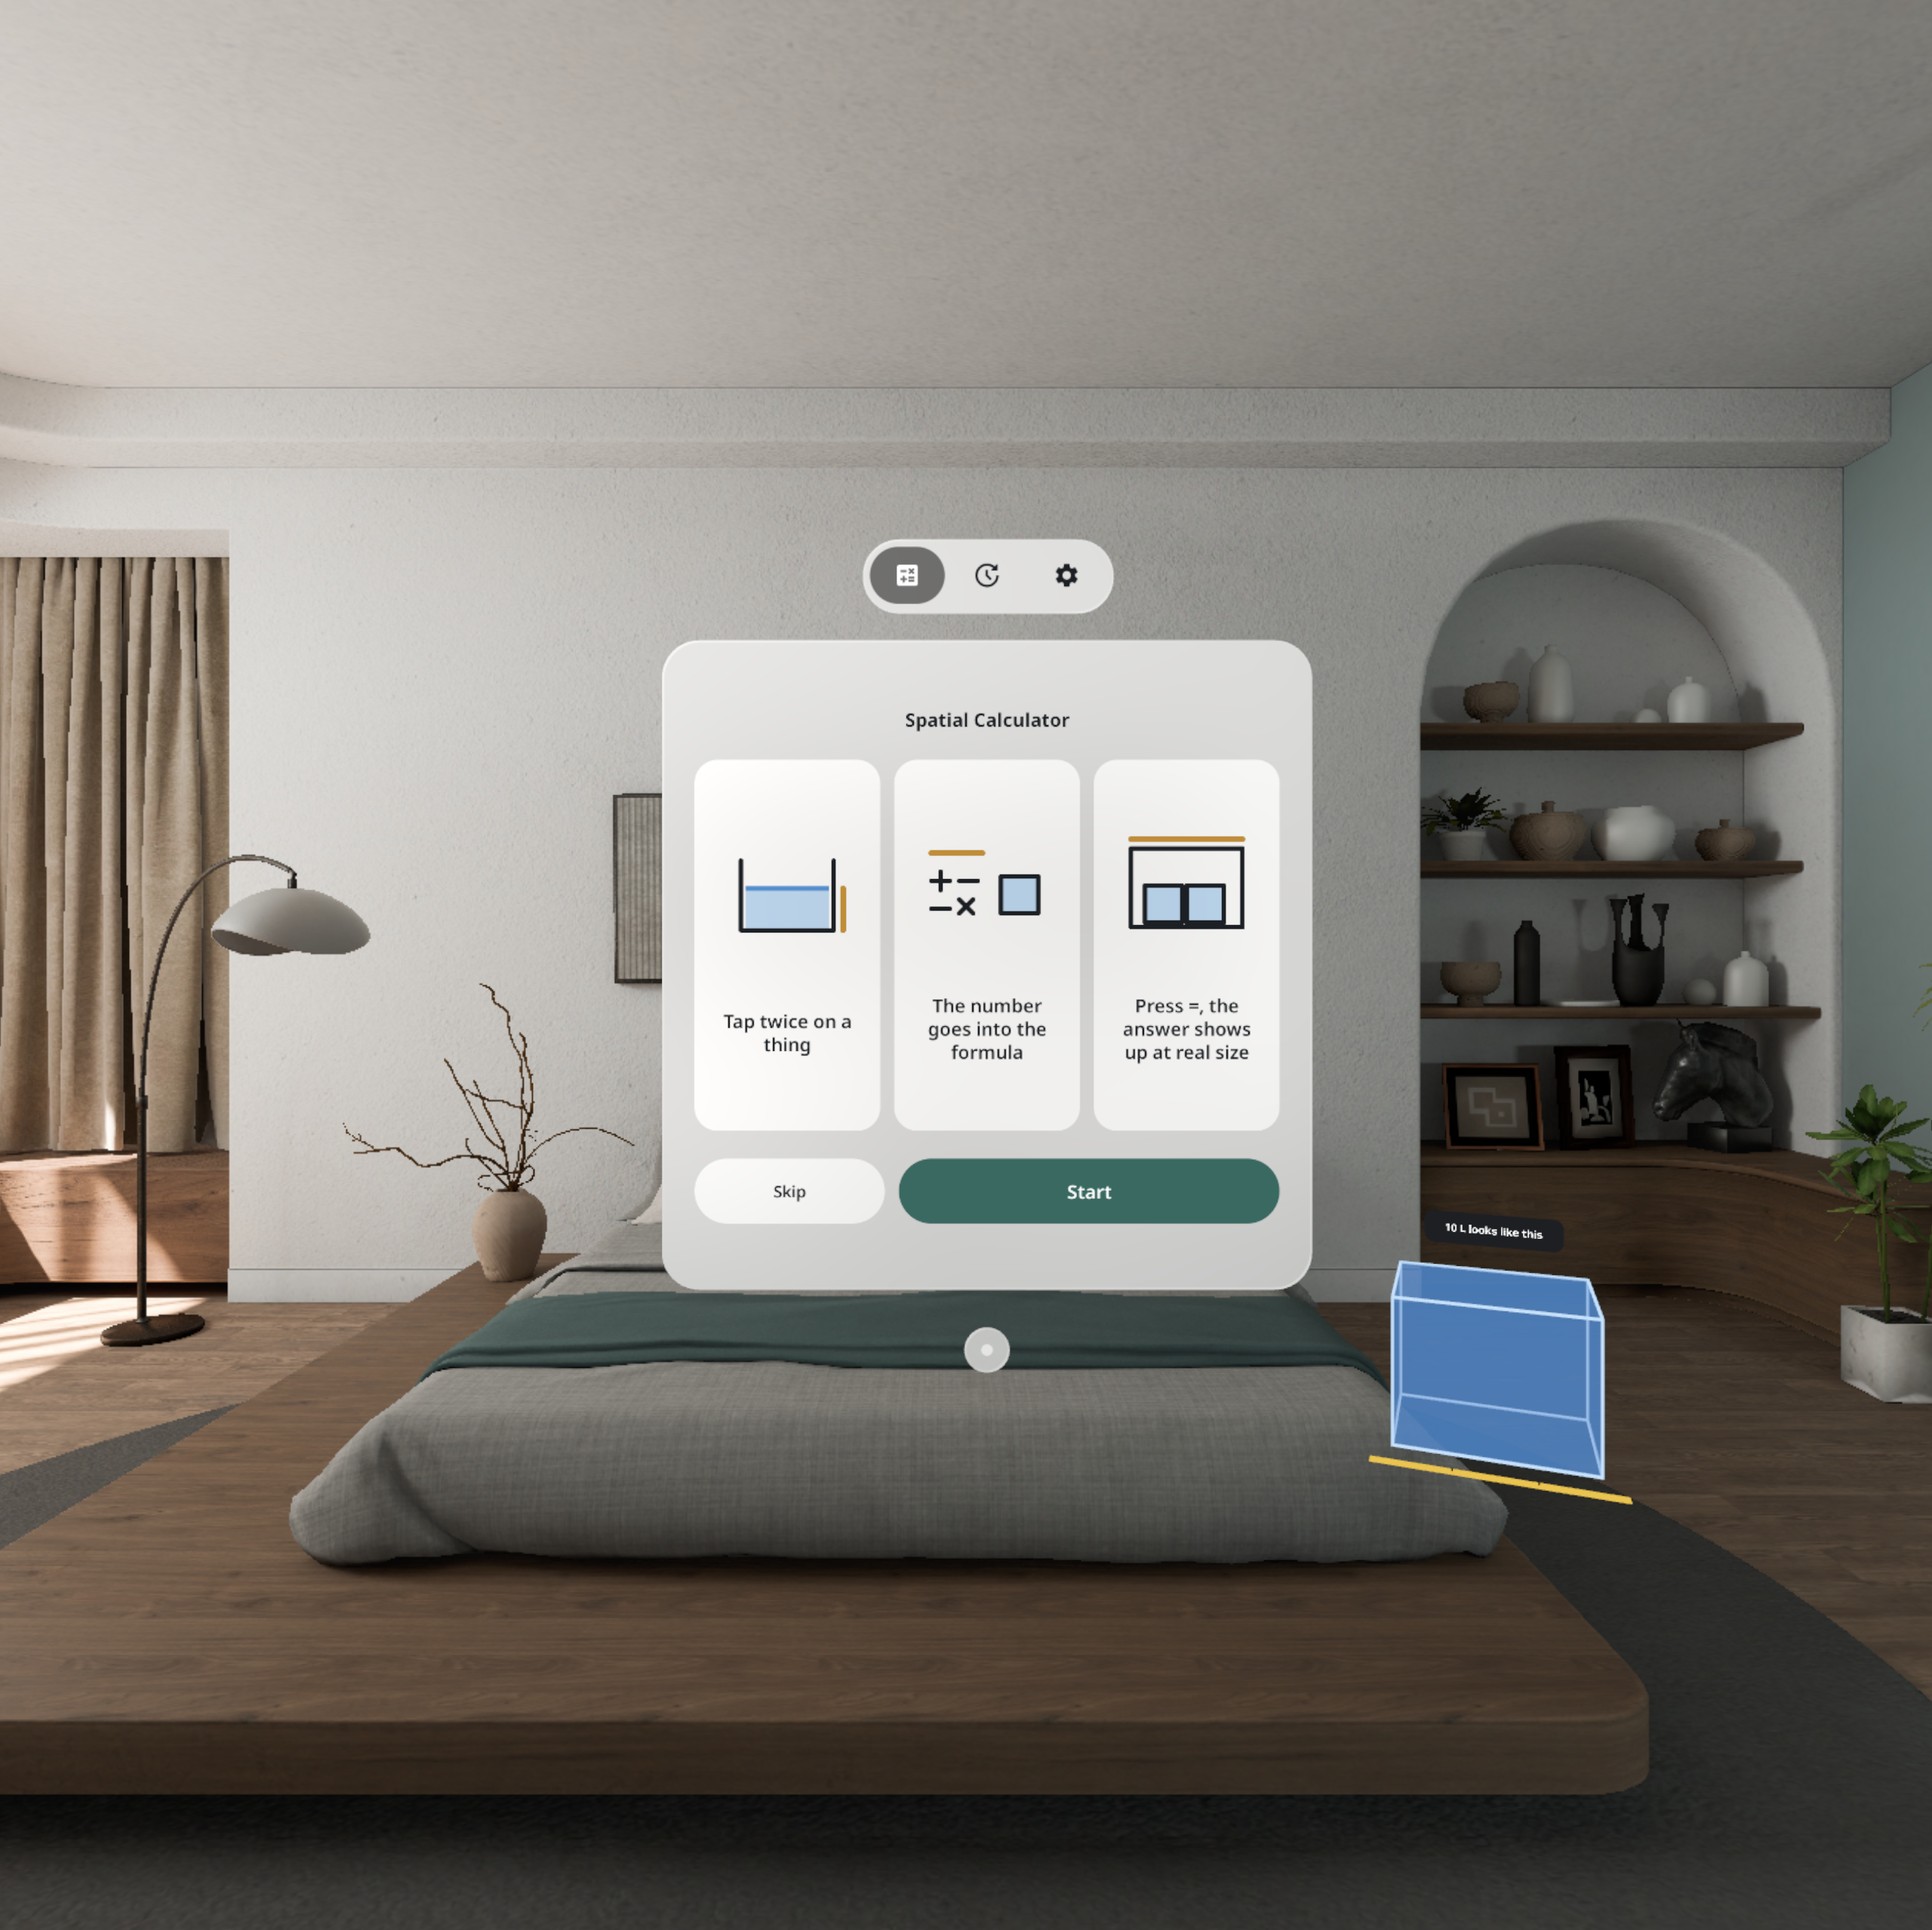 Spatial Calculator
Tap twice on a
thing
The number
goes into the
formula
Press =, the
answer shows
up at real size
Skip
Start
10 L looks like this